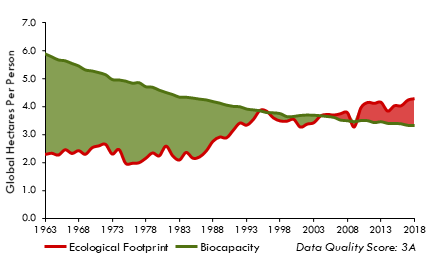 Global Hectares Per Person
7.0
6.0
5.0
4.0
3.0
2.0
1.0
0.0
1963 1968 1973 1978 1983 1988 1993 1998 2003 2008 2013 2018
Ecological Footprint Biocapacity Data Quality Score: 3A